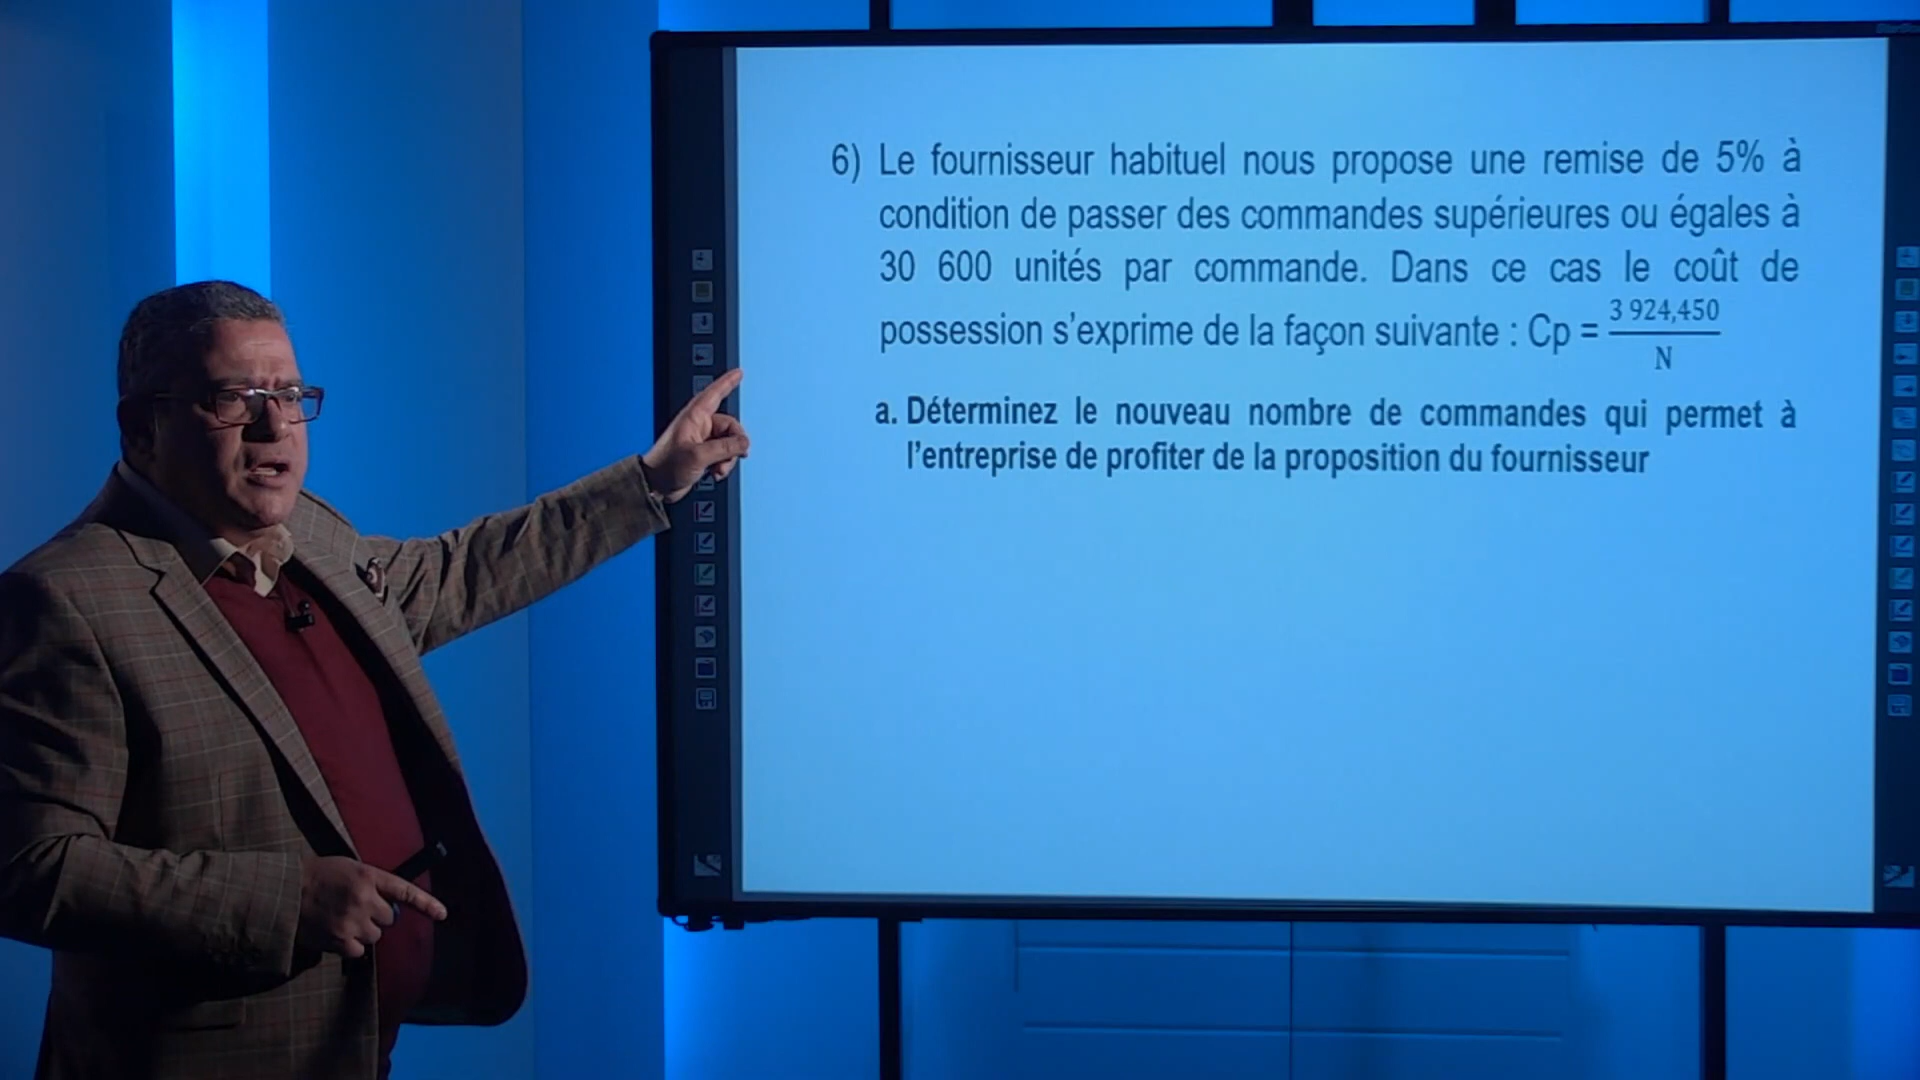 6) Le fournisseur habituel nous propose une remise de 5% à
condition de passer des commandes supérieures ou égales à
30 600 unités par commande. Dans ce cas le coût de
possession s'exprime de la façon suivante : Cp = 3 924,450 / N
a. Déterminez le nouveau nombre de commandes qui permet à
l'entreprise de profiter de la proposition du fournisseur